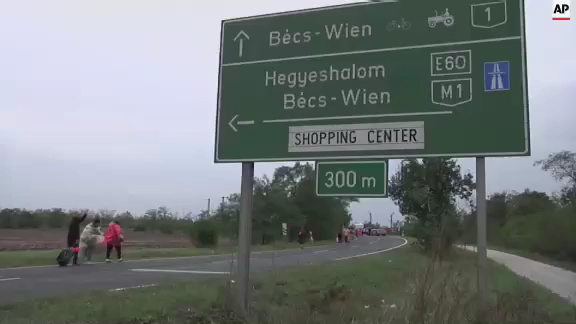 AP
Bécs-Wien
1
Hegyeshalom
E60
Bécs-Wien
M1
SHOPPING CENTER
300 m